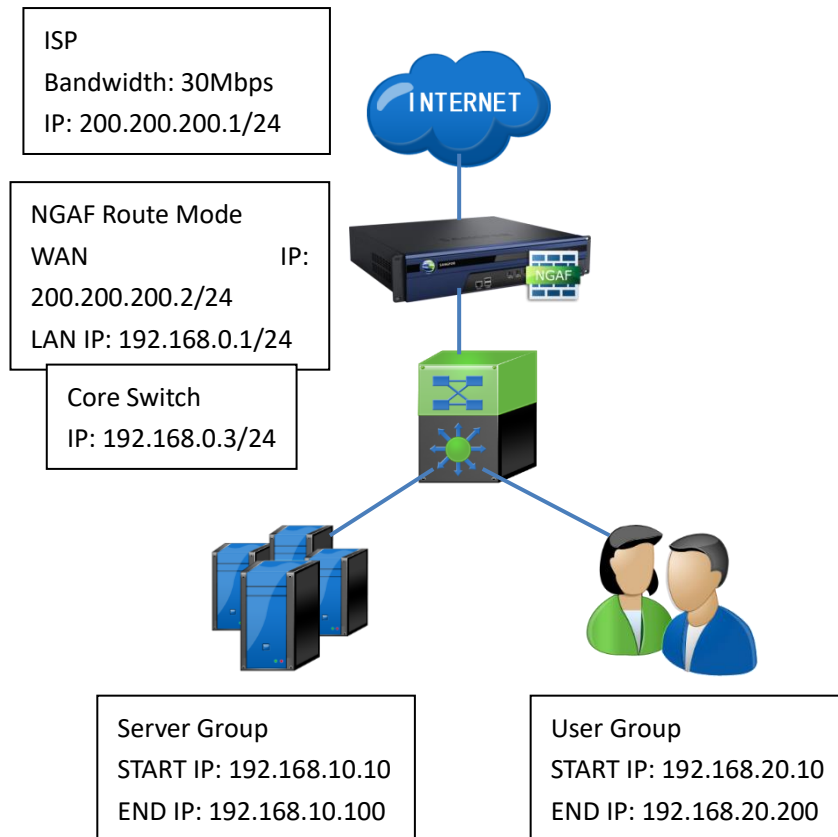 ISP
Bandwidth: 30Mbps
IP: 200.200.200.1/24
INTERNET
NGAF Route Mode
WAN IP:
200.200.200.2/24
LAN IP: 192.168.0.1/24
NGAF
Core Switch
IP: 192.168.0.3/24
Server Group
START IP: 192.168.10.10
END IP: 192.168.10.100
User Group
START IP: 192.168.20.10
END IP: 192.168.20.200